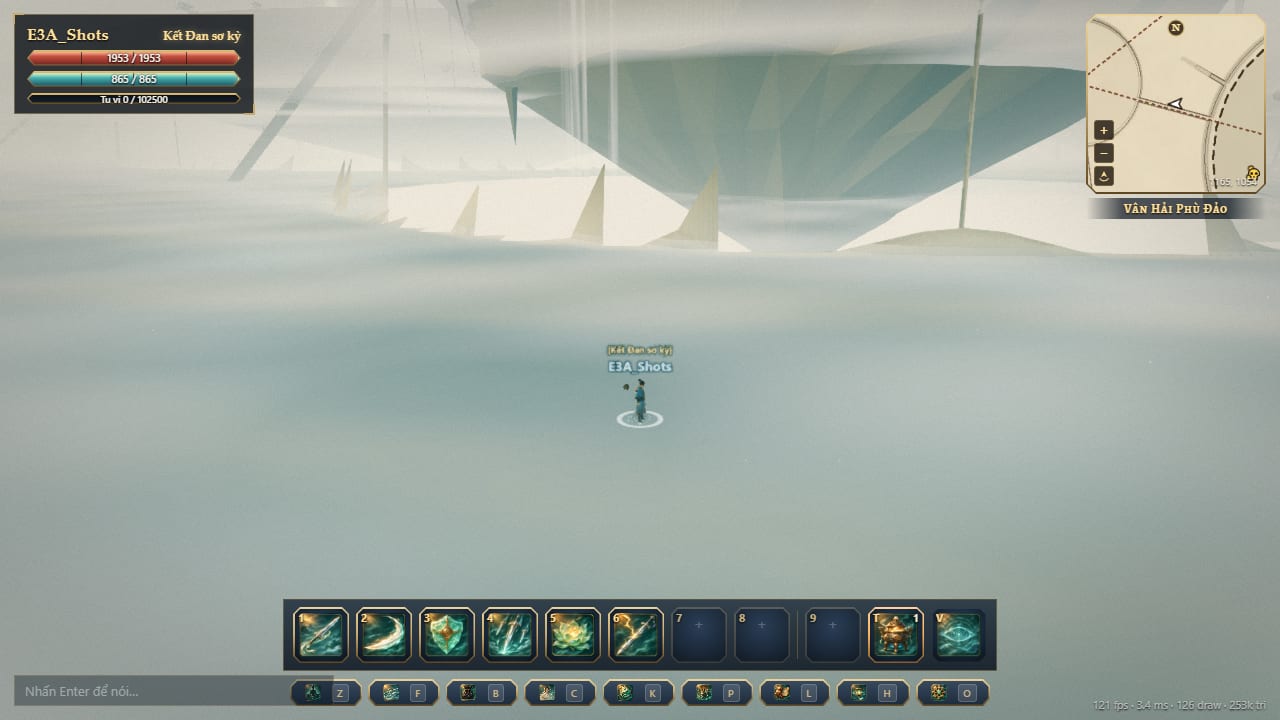 E3A_Shots
Kết Đan sơ kỳ
1953 / 1953
865 / 865
Tu vi 0 / 102500
N
+
−
Vân Hải Phù Đảo
[Kết Đan sơ kỳ]
E3A_Shots
1
2
3
4
5
6
7
+
8
+
9
+
T
1
V
Nhấn Enter để nói...
Z
F
B
C
K
P
L
H
O
121 fps · 3.4 ms · 126 draw · 253k tri